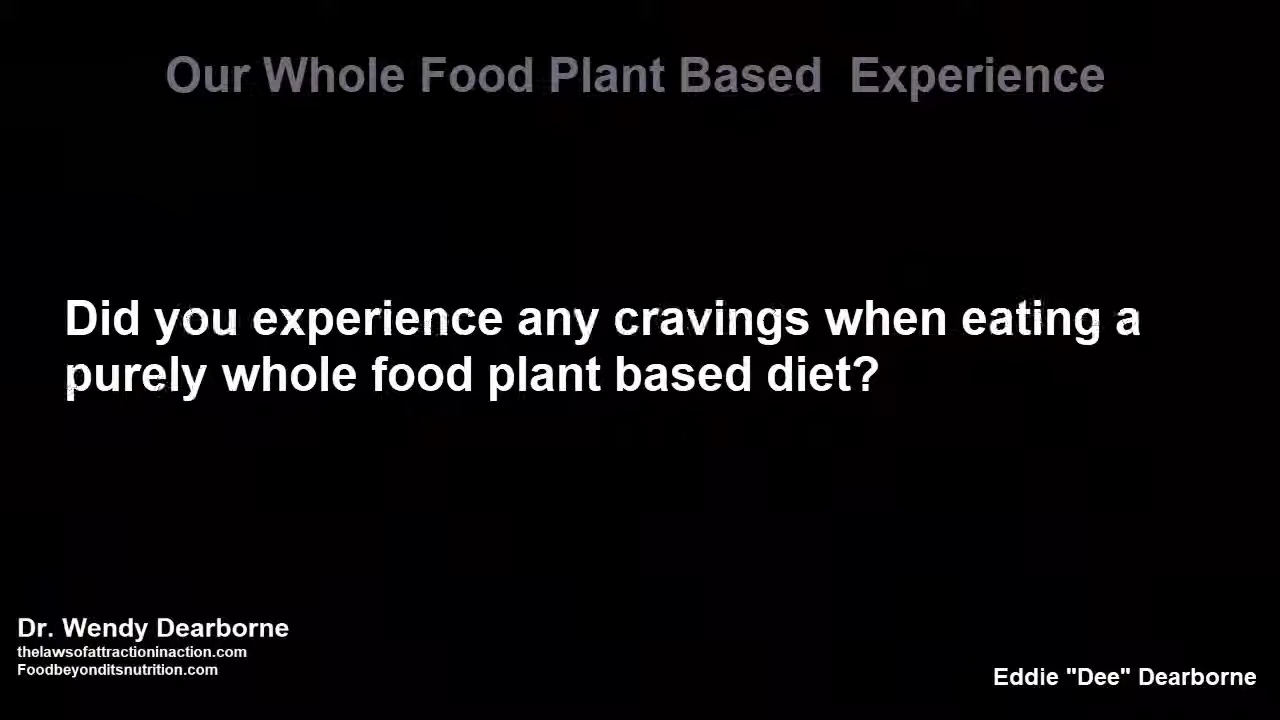 Our Whole Food Plant Based  Experience
Did you experience any cravings when eating a
purely whole food plant based diet?
Dr. Wendy Dearborne
thelawsofattractioninaction.com
Foodbeyonditsnutrition.com
Eddie "Dee" Dearborne